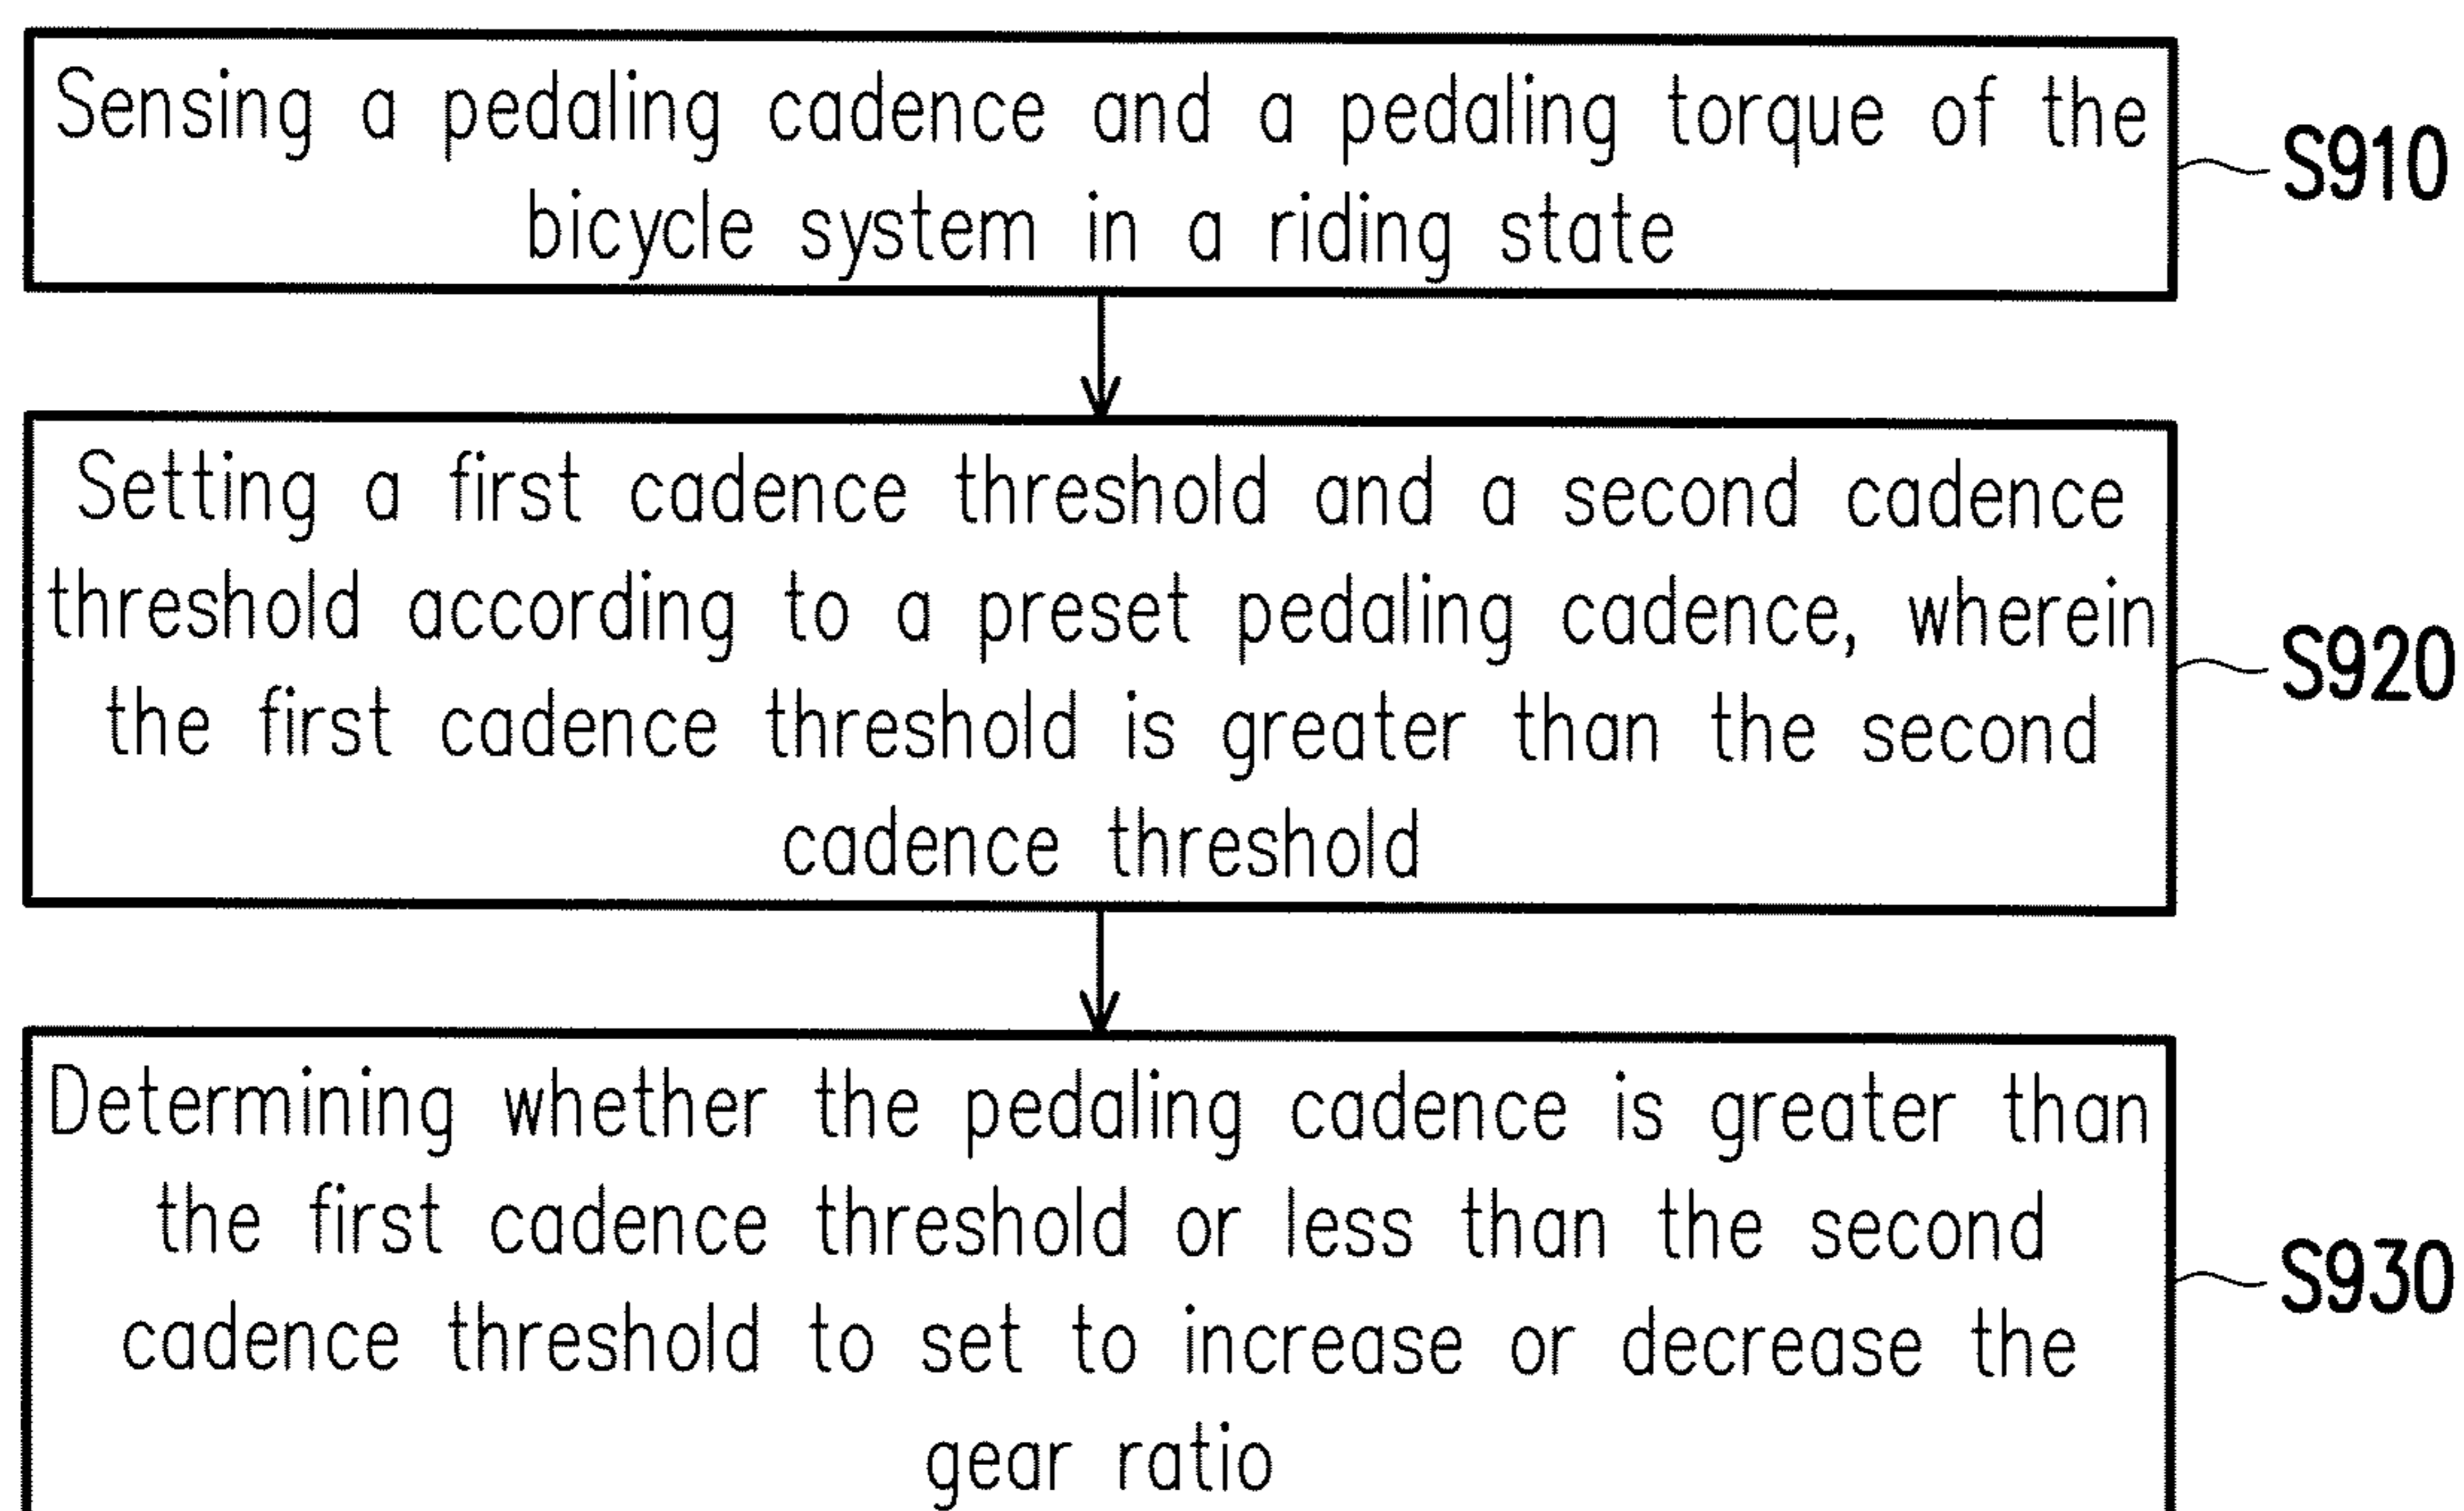 Sensing a pedaling cadence and a pedaling torque of the
bicycle system in a riding state
S910
Setting a first cadence threshold and a second cadence
threshold according to a preset pedaling cadence, wherein
the first cadence threshold is greater than the second
cadence threshold
S920
Determining whether the pedaling cadence is greater than
the first cadence threshold or less than the second
cadence threshold to set to increase or decrease the
gear ratio
S930